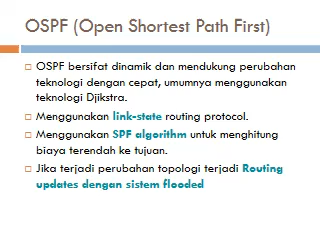 OSPF (Open Shortest Path First)
OSPF bersifat dinamik dan mendukung perubahan
teknologi dengan cepat, umumnya menggunakan
teknologi Djikstra.
Menggunakan link-state routing protocol.
Menggunakan SPF algorithm untuk menghitung
biaya terendah ke tujuan.
Jika terjadi perubahan topologi terjadi Routing
updates dengan sistem flooded